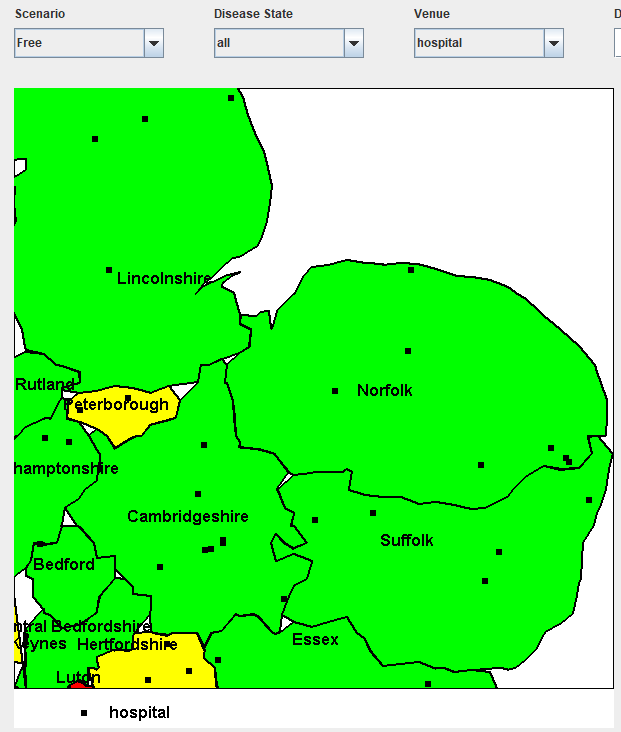 Scenario Disease State Venue D
Free all hospital
Lincolnshire
Rutland
Norfolk
Peterborough
hamptonshire
Cambridgeshire
Suffolk
Bedford
ntral Bedfordshire
eynes Hertfordshire Essex
Luton
hospital